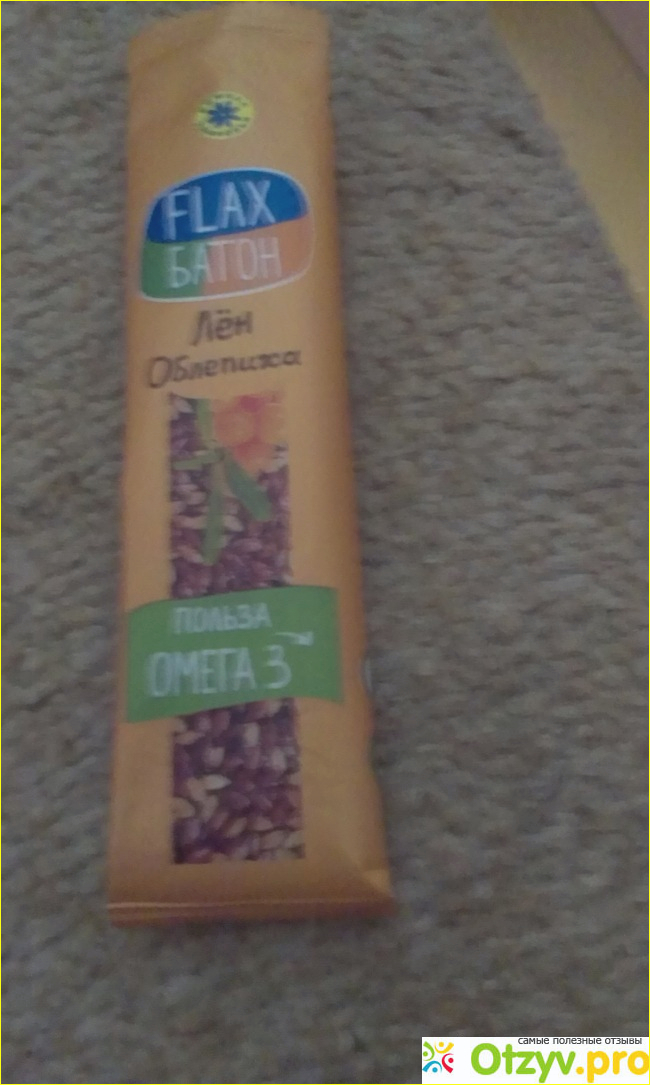 FLAX
БАТОН
Лён
Облепиха
ПОЛЬЗА
ОМЕГА 3
самые полезные отзывы
Otzyv.pro